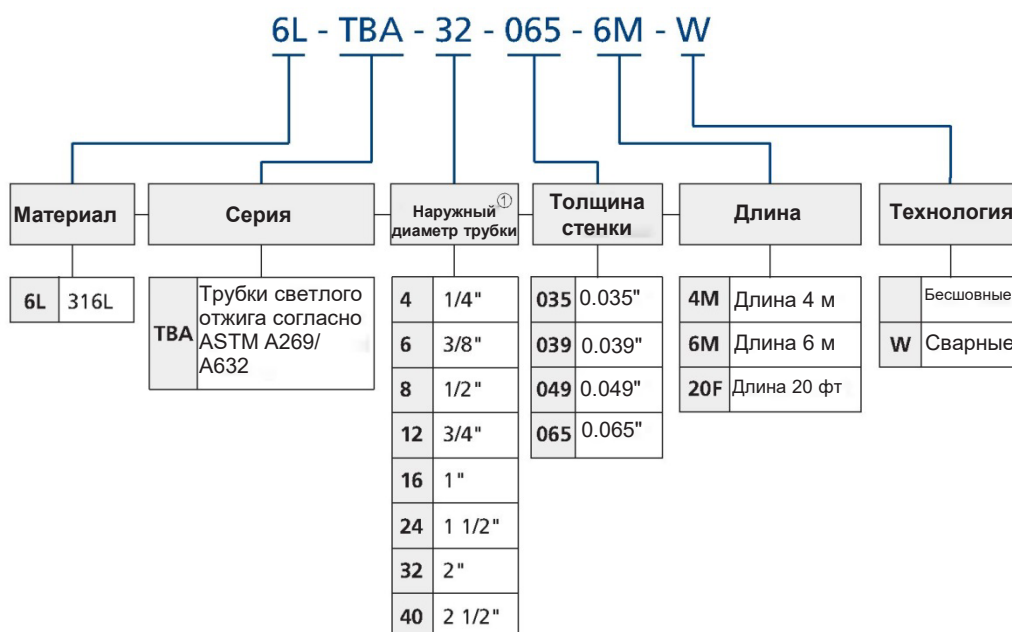 6L - TBA - 32 - 065 - 6M - W
Материал
6L 316L
Серия
TBA
Трубки светлого
отжига согласно
ASTM A269/
A632
Наружный①
диаметр трубки
4 1/4"
6 3/8"
8 1/2"
12 3/4"
16 1"
24 1 1/2"
32 2"
40 2 1/2"
Толщина
стенки
035 0.035"
039 0.039"
049 0.049"
065 0.065"
Длина
4M Длина 4 м
6M Длина 6 м
20F Длина 20 фт
Технология
Бесшовные
W Сварные